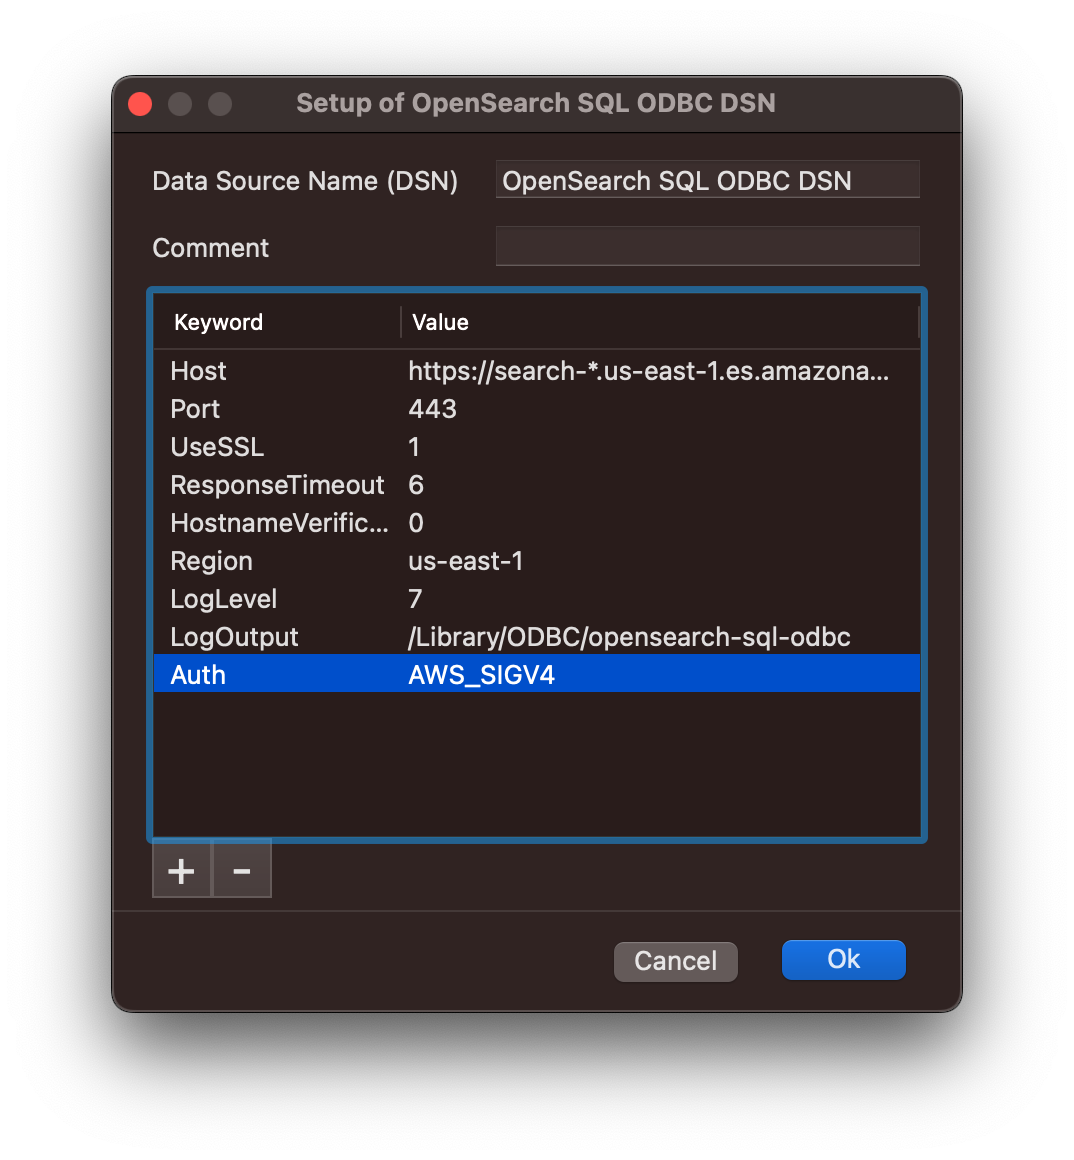 Setup of OpenSearch SQL ODBC DSN
Data Source Name (DSN) OpenSearch SQL ODBC DSN
Comment
Keyword Value
Host https://search-*.us-east-1.es.amazona...
Port 443
UseSSL 1
ResponseTimeout 6
HostnameVerific... 0
Region us-east-1
LogLevel 7
LogOutput /Library/ODBC/opensearch-sql-odbc
Auth AWS_SIGV4
+ -
Cancel Ok